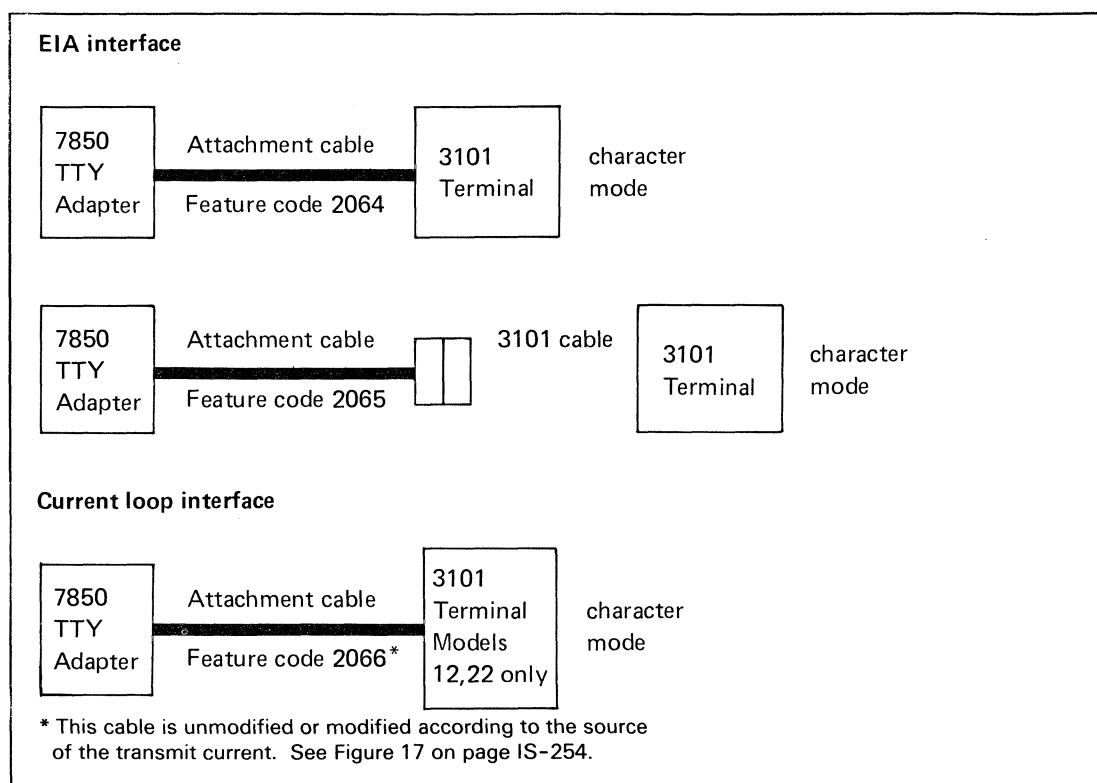 EIA interface
7850
TTY
Adapter
Attachment cable
Feature code 2064
3101
Terminal
character
mode
7850
TTY
Adapter
Attachment cable
Feature code 2065
3101 cable
3101
Terminal
character
mode
Current loop interface
7850
TTY
Adapter
Attachment cable
Feature code 2066*
3101
Terminal
Models
12,22 only
character
mode
* This cable is unmodified or modified according to the source
of the transmit current. See Figure 17 on page IS-254.